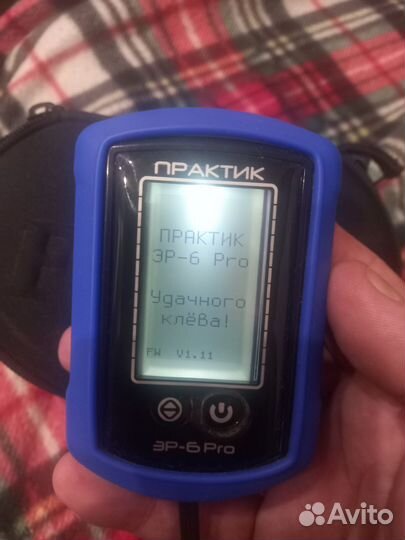 ПРАКТИК
ПРАКТИК
ЭР-6 Pro
Удачного
клёва!
FW V1.11
ЭР-6 Pro
Avito